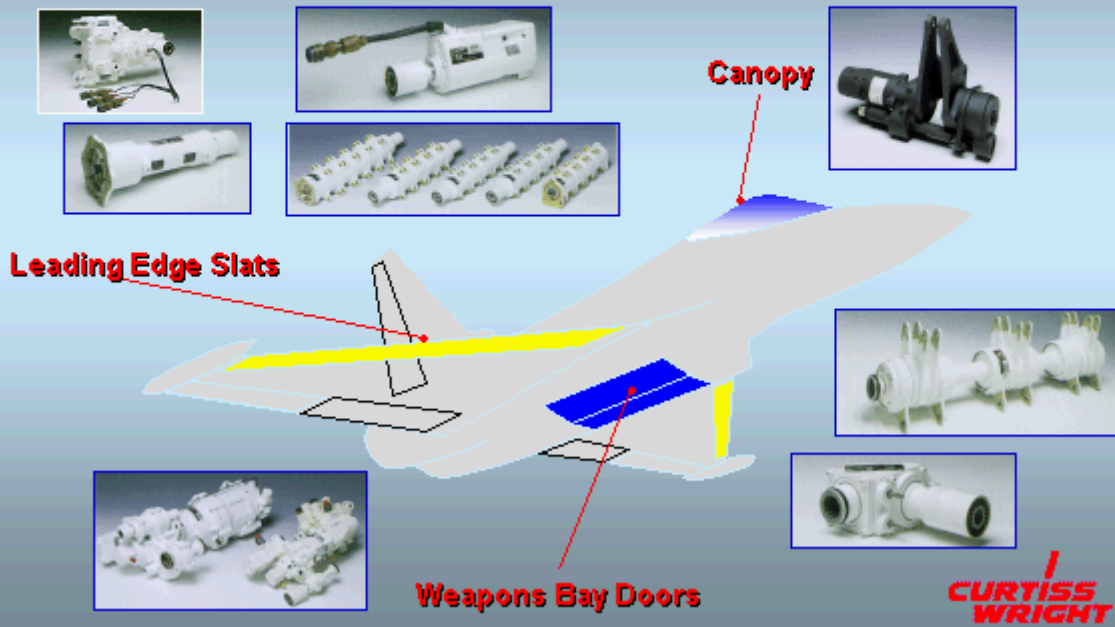 Canopy
Leading Edge Slats
Weapons Bay Doors
CURTISS
WRIGHT